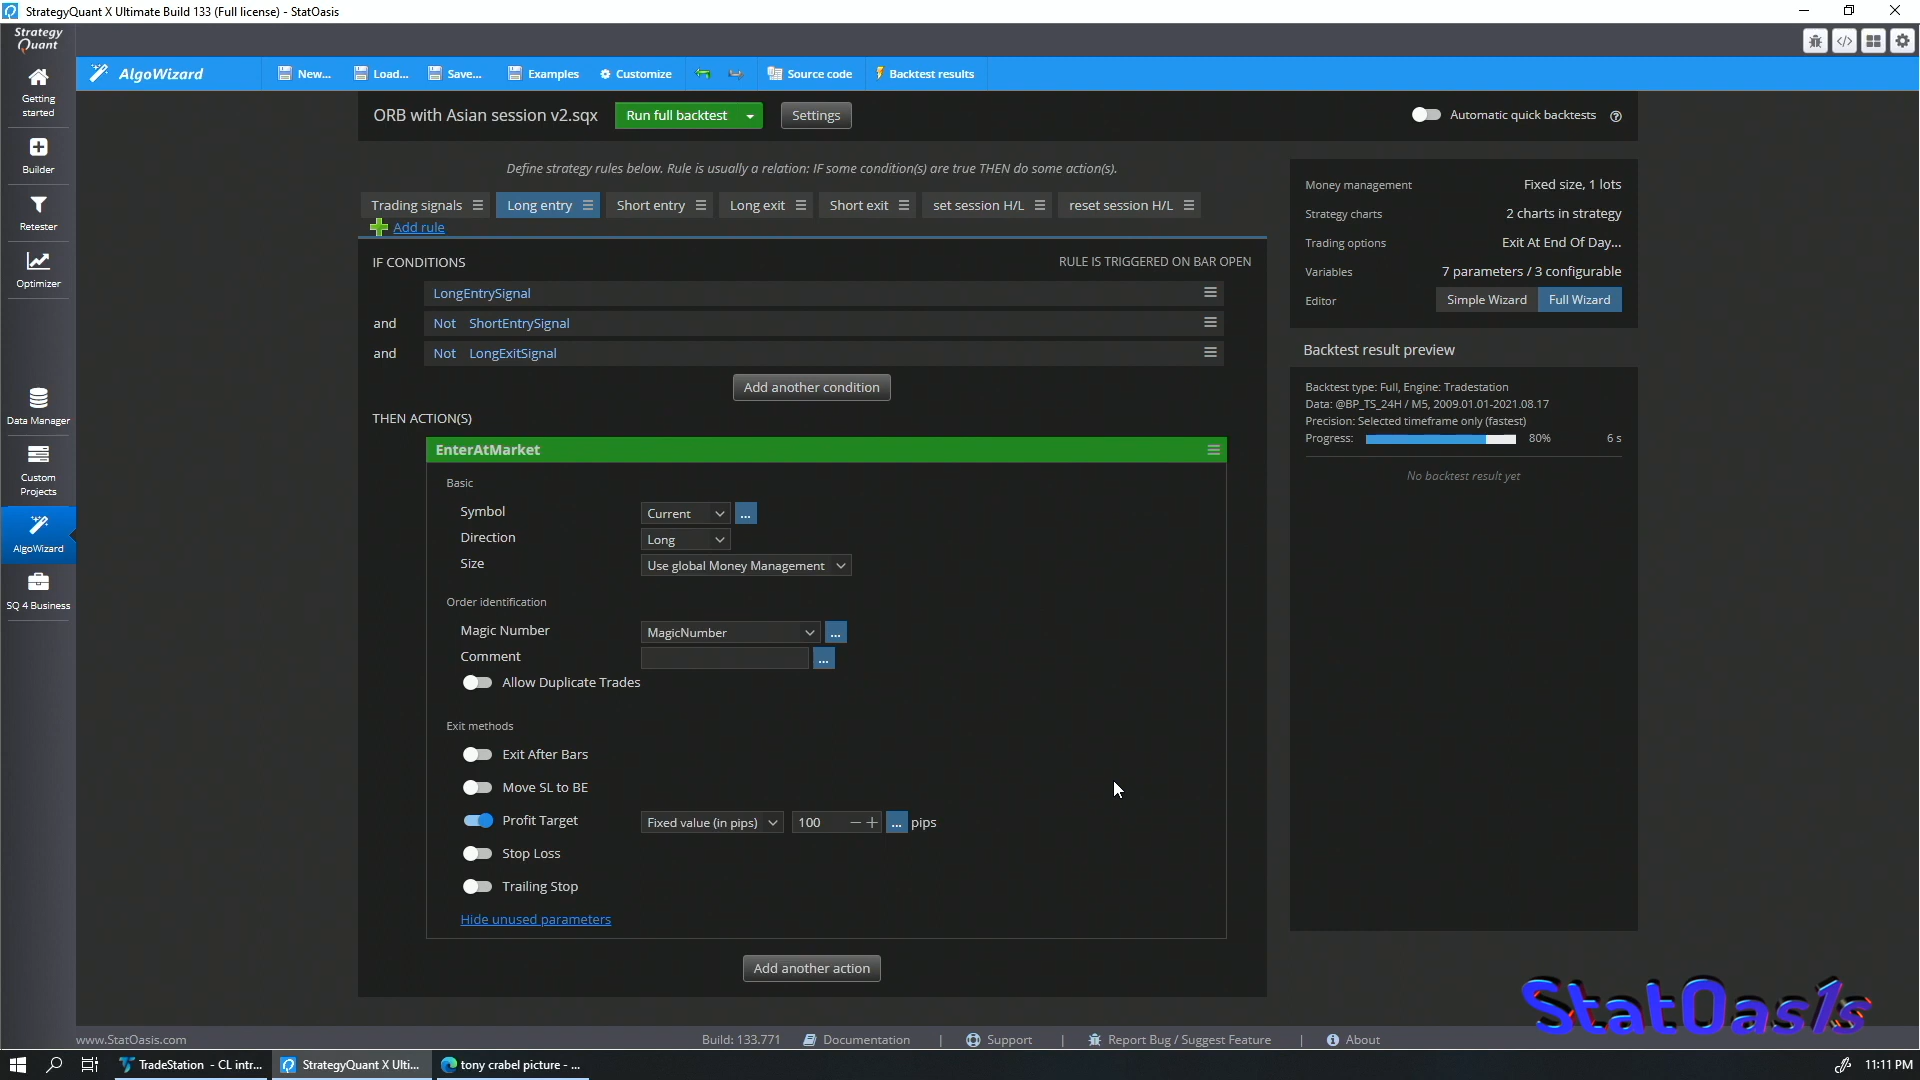 StrategyQuant X Ultimate Build 133 (Full license) - StatOasis
Strategy
Quant
AlgoWizard
New...
Load...
Save...
Examples
Customize
Source code
Backtest results
Getting
started
Builder
Retester
Optimizer
Data Manager
Custom
Projects
AlgoWizard
SQ 4 Business
ORB with Asian session v2.sqx
Run full backtest
Settings
Automatic quick backtests
Define strategy rules below. Rule is usually a relation: IF some condition(s) are true THEN do some action(s).
Trading signals
Long entry
Short entry
Long exit
Short exit
set session H/L
reset session H/L
Add rule
IF CONDITIONS
RULE IS TRIGGERED ON BAR OPEN
LongEntrySignal
and Not ShortEntrySignal
and Not LongExitSignal
Add another condition
THEN ACTION(S)
EnterAtMarket
Basic
Symbol Current ...
Direction Long
Size Use global Money Management
Order identification
Magic Number MagicNumber ...
Comment ...
Allow Duplicate Trades
Exit methods
Exit After Bars
Move SL to BE
Profit Target Fixed value (in pips) 100 ... pips
Stop Loss
Trailing Stop
Hide unused parameters
Add another action
Money management Fixed size, 1 lots
Strategy charts 2 charts in strategy
Trading options Exit At End Of Day...
Variables 7 parameters / 3 configurable
Editor Simple Wizard Full Wizard
Backtest result preview
Backtest type: Full, Engine: Tradestation
Data: @BP_TS_24H / M5, 2009.01.01-2021.08.17
Precision: Selected timeframe only (fastest)
Progress: 80% 6 s
No backtest result yet
StatOas1s
www.StatOasis.com
Build: 133.771
Documentation
Support
Report Bug / Suggest Feature
About
TradeStation - CL intr...
StrategyQuant X Ulti...
tony crabel picture - ...
11:11 PM